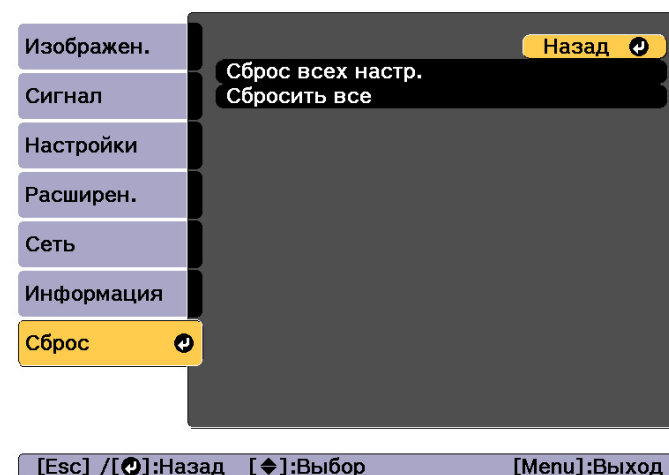 Изображен.
Сигнал
Настройки
Расширен.
Сеть
Информация
Сброс
Назад
Сброс всех настр.
Сбросить все
[Esc] /[⏎]:Назад [◆]:Выбор [Menu]:Выход